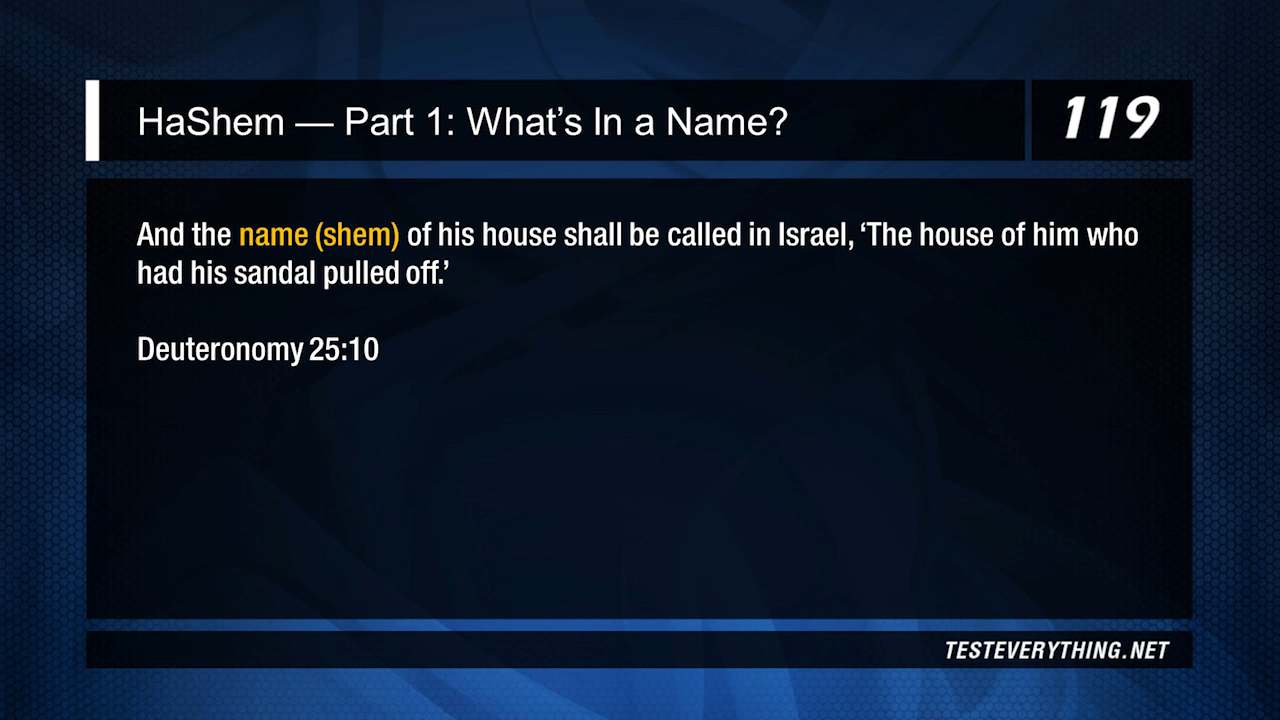 HaShem — Part 1: What’s In a Name?
119
And the name (shem) of his house shall be called in Israel, ‘The house of him who
had his sandal pulled off.’
Deuteronomy 25:10
TESTEVERYTHING.NET